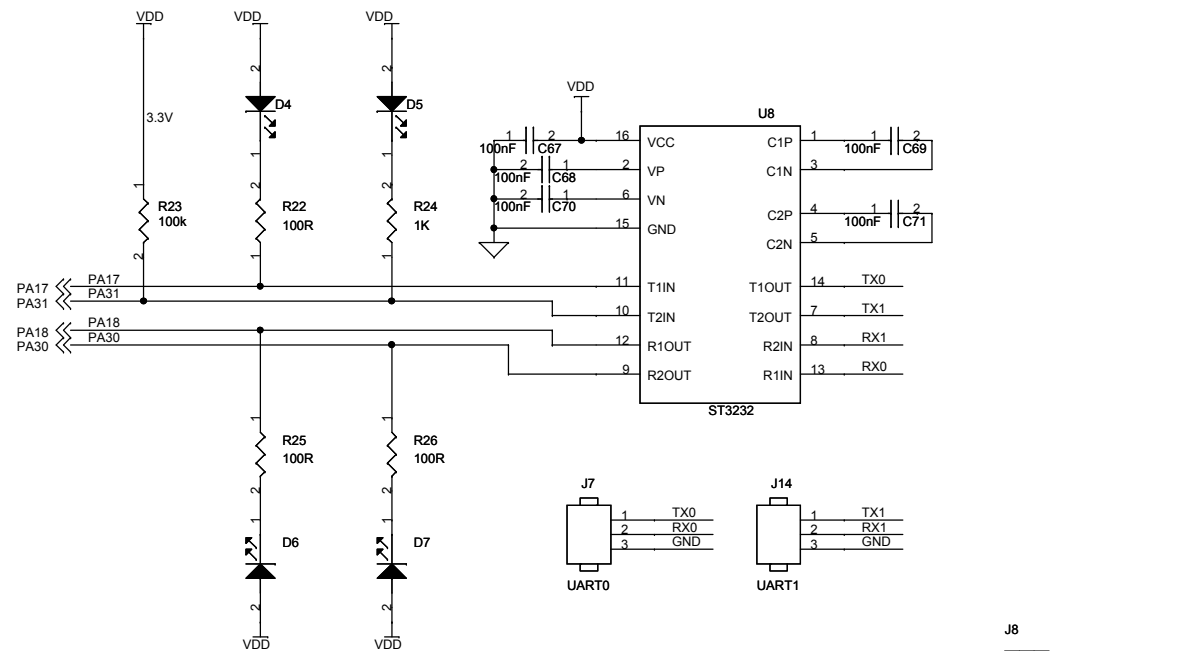 VDD VDD VDD
2 2
VDD
D4 D5 U8
3.3V
1 2 16 VCC C1P 1 1 2
100nF C67 100nF C69
1 1 2 1 2 VP C1N 3
100nF C68
1 2 2 2 1 6 VN
R23 R22 R24 100nF C70 C2P 4 1 2
100k 100R 1K 15 GND 100nF C71
C2N 5
2 1 1
PA17 PA17 11 T1IN T1OUT 14 TX0
PA31 PA31
10 T2IN T2OUT 7 TX1
PA18 PA18
PA30 PA30 12 R1OUT R2IN 8 RX1
9 R2OUT R1IN 13 RX0
ST3232
1 1
R25 R26
100R 100R
2 2 J7 J14
1 1 1 TX0 1 TX1
2 RX0 2 RX1
D6 D7 3 GND 3 GND
UART0 UART1
2 2
J8
VDD VDD